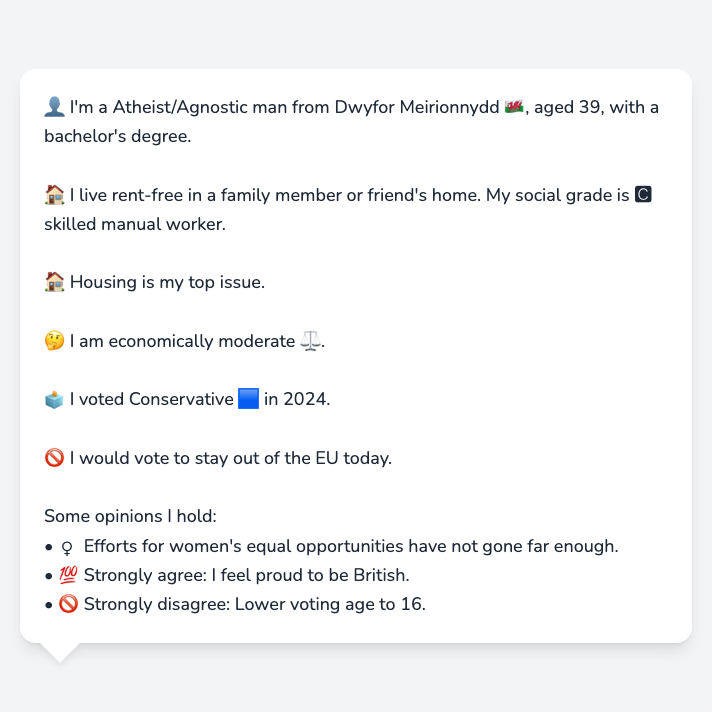 👤 I'm a Atheist/Agnostic man from Dwyfor Meirionnydd 🏴󠁧󠁢󠁷󠁬󠁳󠁿, aged 39, with a
bachelor's degree.
🏠 I live rent-free in a family member or friend's home. My social grade is 🅲
skilled manual worker.
🏠 Housing is my top issue.
🤔 I am economically moderate ⚖️.
🗳️ I voted Conservative 🟦 in 2024.
🚫 I would vote to stay out of the EU today.
Some opinions I hold:
• ♀ Efforts for women's equal opportunities have not gone far enough.
• 💯 Strongly agree: I feel proud to be British.
• 🚫 Strongly disagree: Lower voting age to 16.